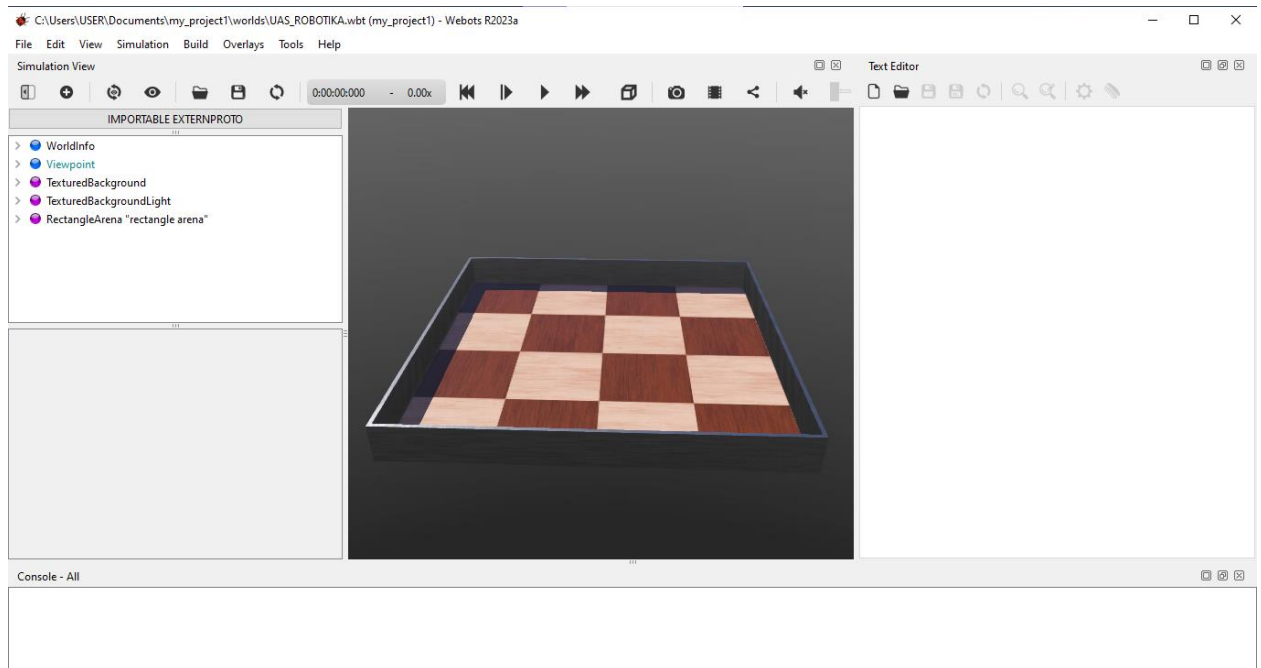 C:\Users\USER\Documents\my_project1\worlds\UAS_ROBOTIKA.wbt (my_project1) - Webots R2023a
File Edit View Simulation Build Overlays Tools Help
Simulation View
0:00:00:000 - 0.00x
IMPORTABLE EXTERNPROTO
WorldInfo
Viewpoint
TexturedBackground
TexturedBackgroundLight
RectangleArena "rectangle arena"
Text Editor
Console - All